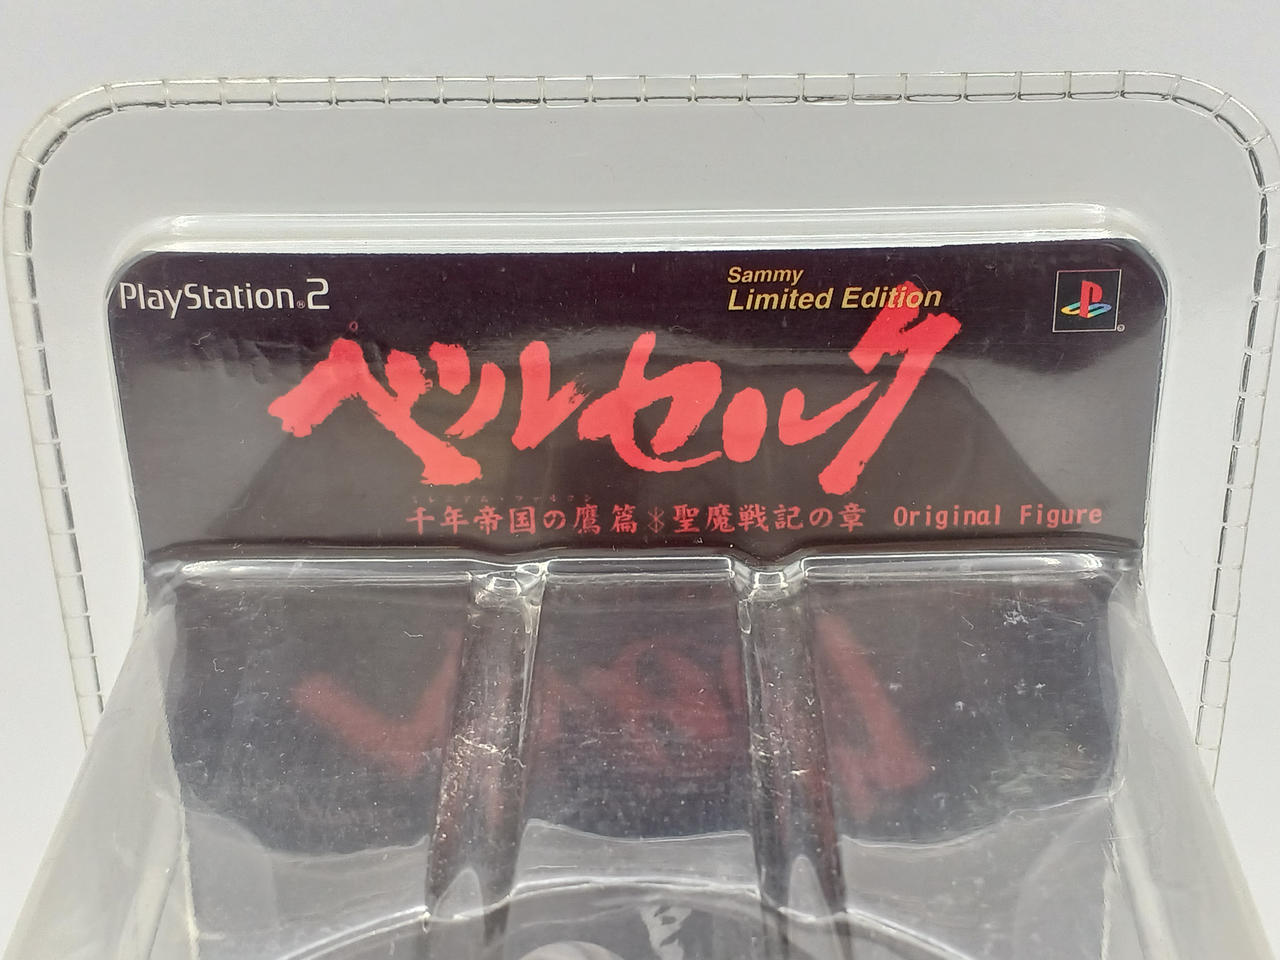 PlayStation®2
Sammy
Limited Edition
ベルセルク
ミレニアム・ファルコン
千年帝国の鷹篇 聖魔戦記の章 Original Figure